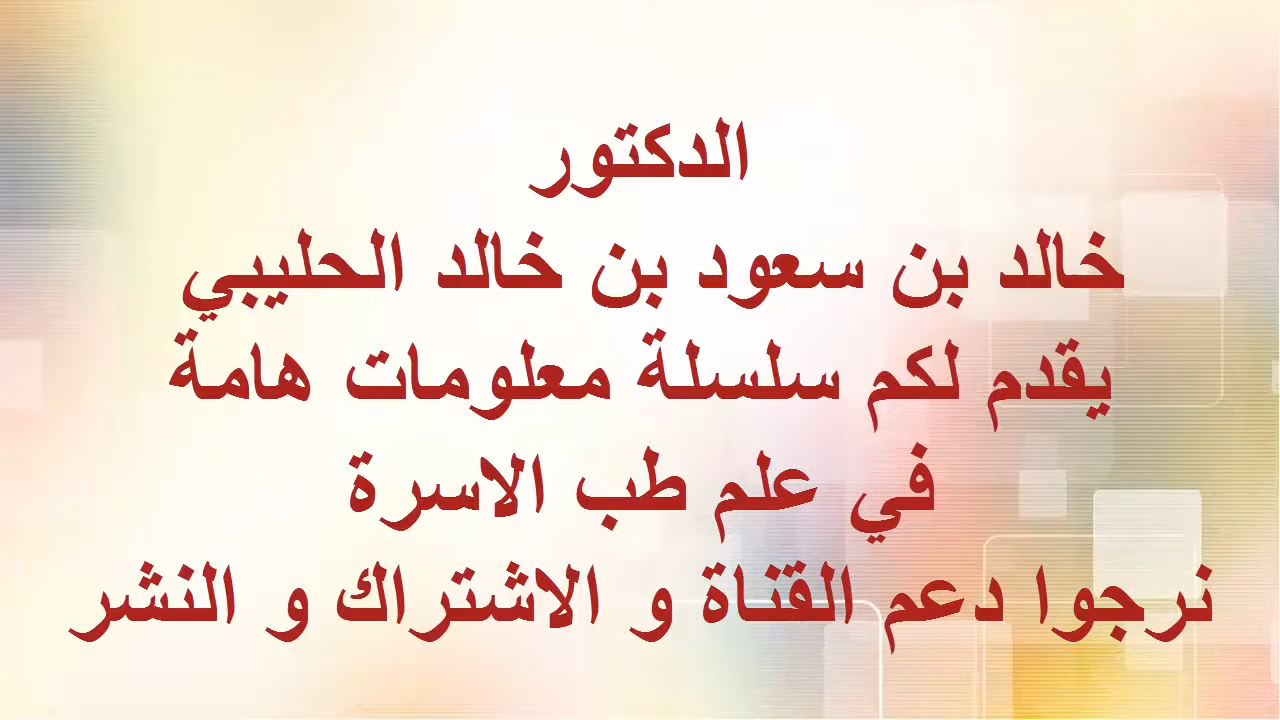 الدكتور
خالد بن سعود بن خالد الحليبي
يقدم لكم سلسلة معلومات هامة
في علم طب الاسرة
نرجوا دعم القناة و الاشتراك و النشر